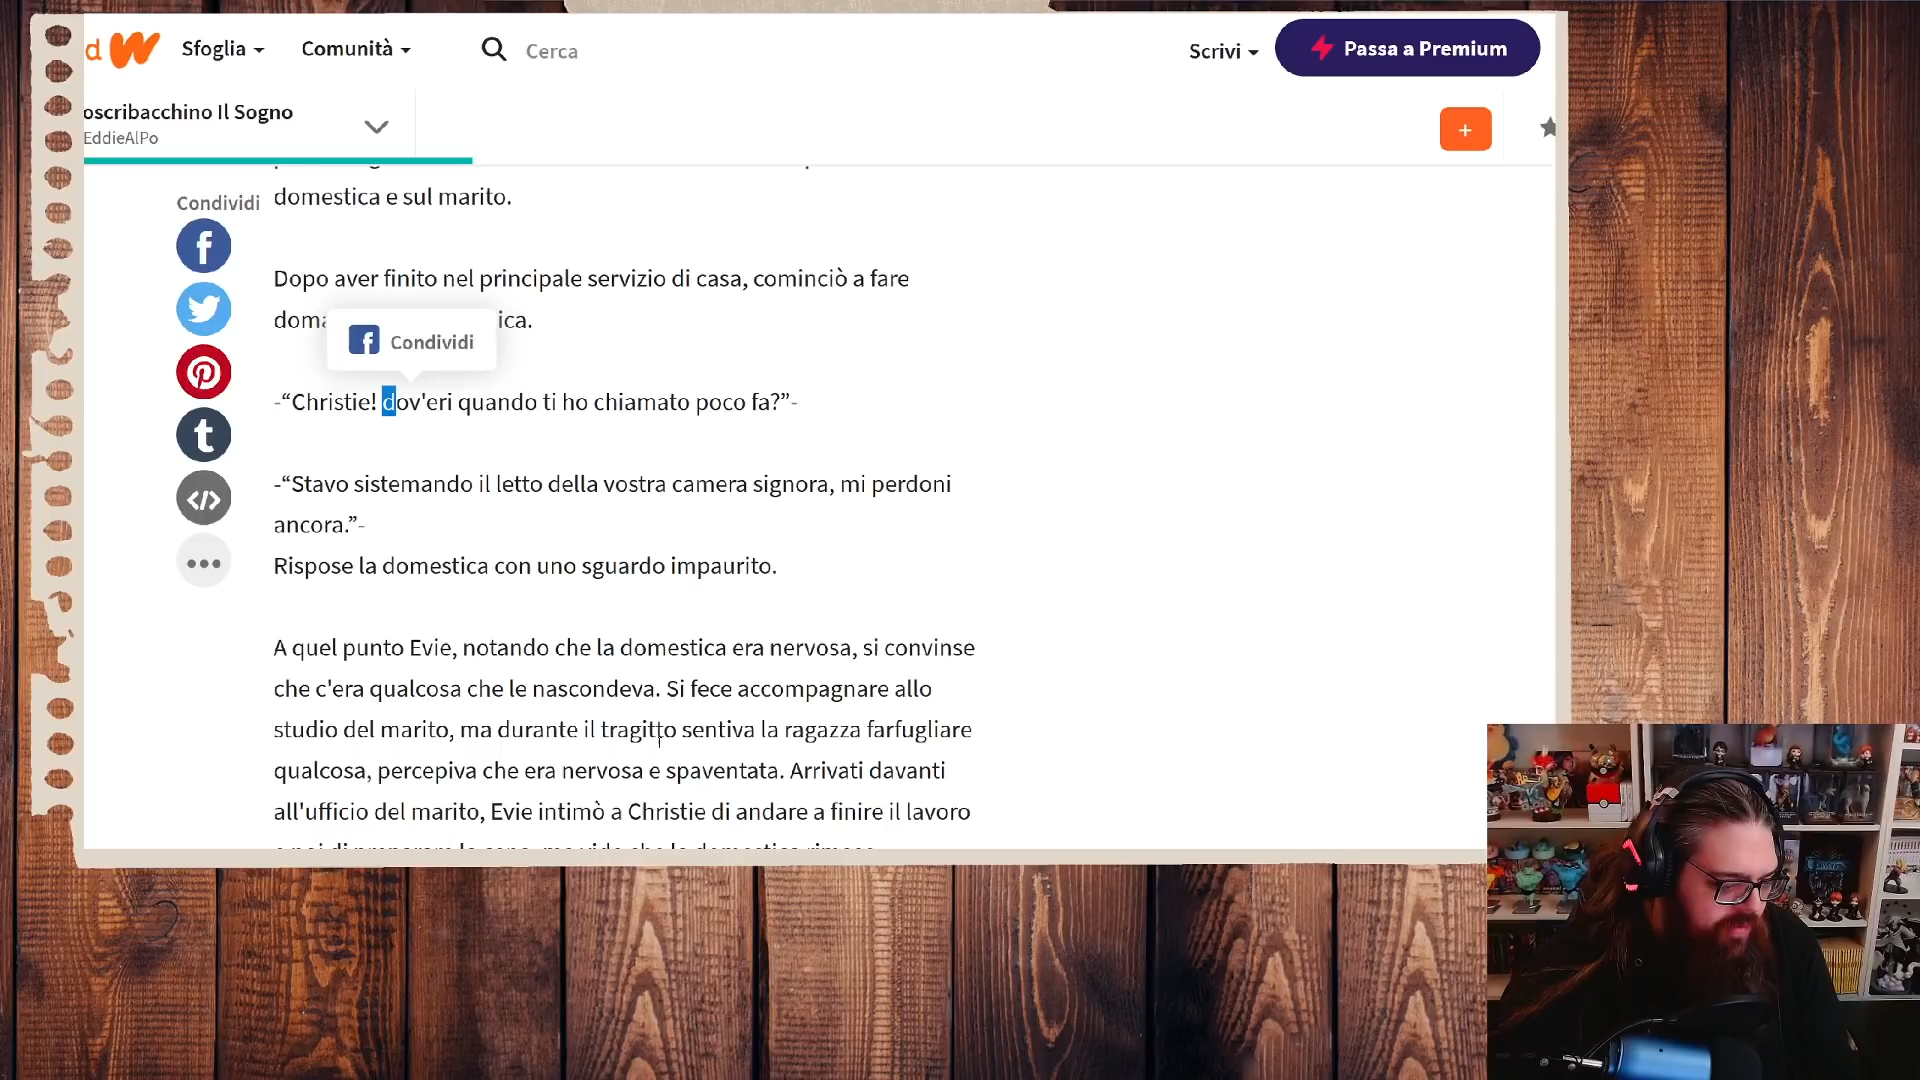 d
Sfoglia
Comunità
Cerca
Scrivi
Passa a Premium
oscribacchino Il Sogno
EddieAlPo
+
Condividi
domestica e sul marito.
Dopo aver finito nel principale servizio di casa, cominciò a fare
doma ica.
Condividi
-“Christie! dov'eri quando ti ho chiamato poco fa?”-
-“Stavo sistemando il letto della vostra camera signora, mi perdoni
ancora.”-
Rispose la domestica con uno sguardo impaurito.
A quel punto Evie, notando che la domestica era nervosa, si convinse
che c'era qualcosa che le nascondeva. Si fece accompagnare allo
studio del marito, ma durante il tragitto sentiva la ragazza farfugliare
qualcosa, percepiva che era nervosa e spaventata. Arrivati davanti
all'ufficio del marito, Evie intimò a Christie di andare a finire il lavoro